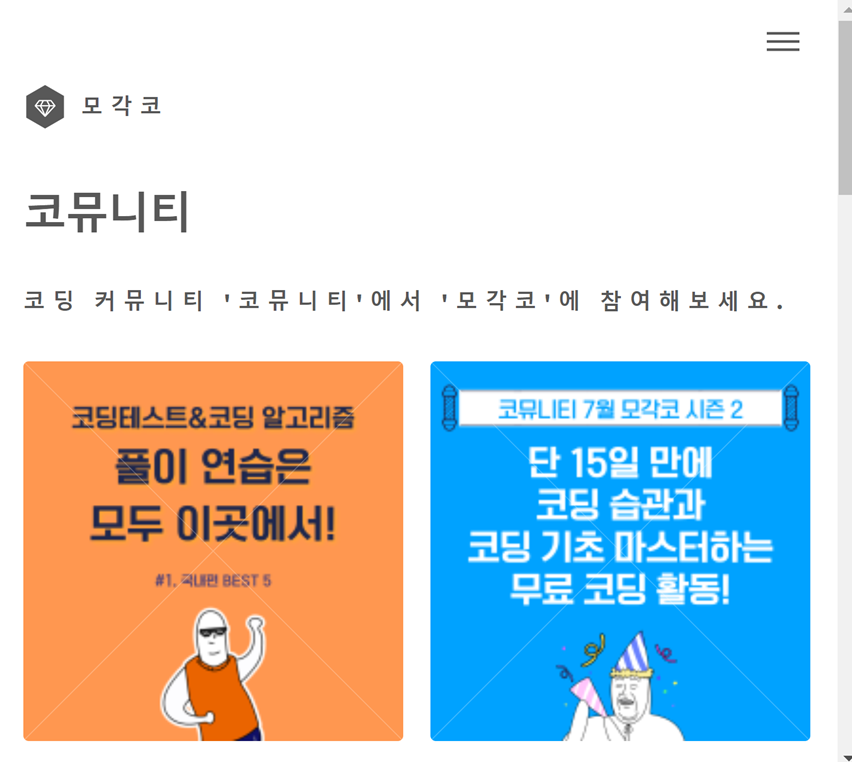 모각코
코뮤니티
코딩 커뮤니티 '코뮤니티'에서 '모각코'에 참여해보세요.
코딩테스트&코딩 알고리즘
풀이 연습은
모두 이곳에서!
#1, 국내편 BEST 5
코뮤니티 7월 모각코 시즌 2
단 15일 만에
코딩 습관과
코딩 기초 마스터하는
무료 코딩 활동!